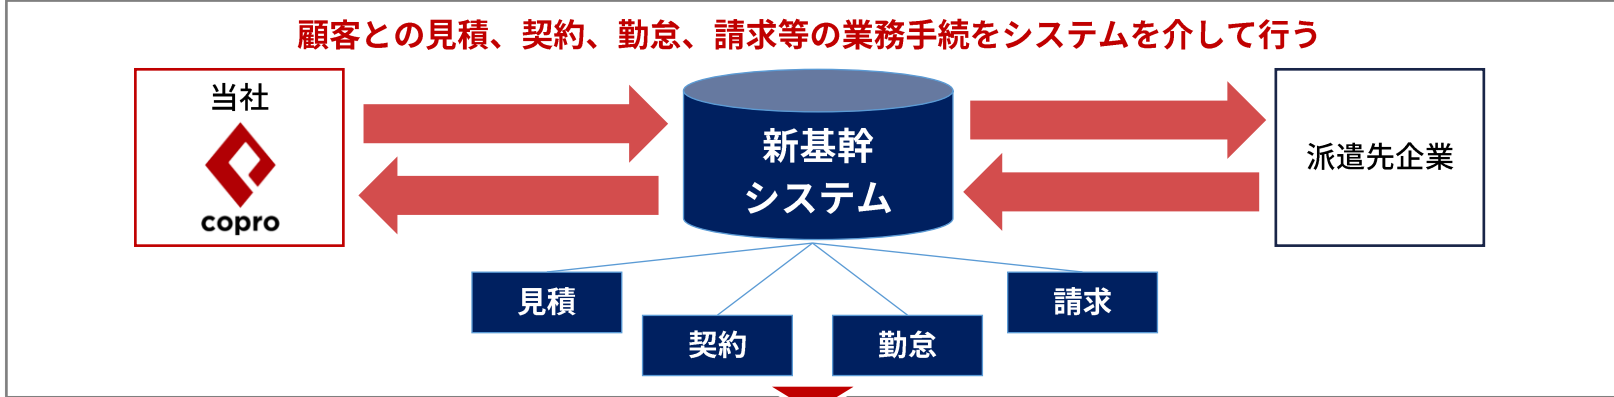 顧客との見積、契約、勤怠、請求等の業務手続をシステムを介して行う
当社
copro
新基幹
システム
派遣先企業
見積
契約
勤怠
請求